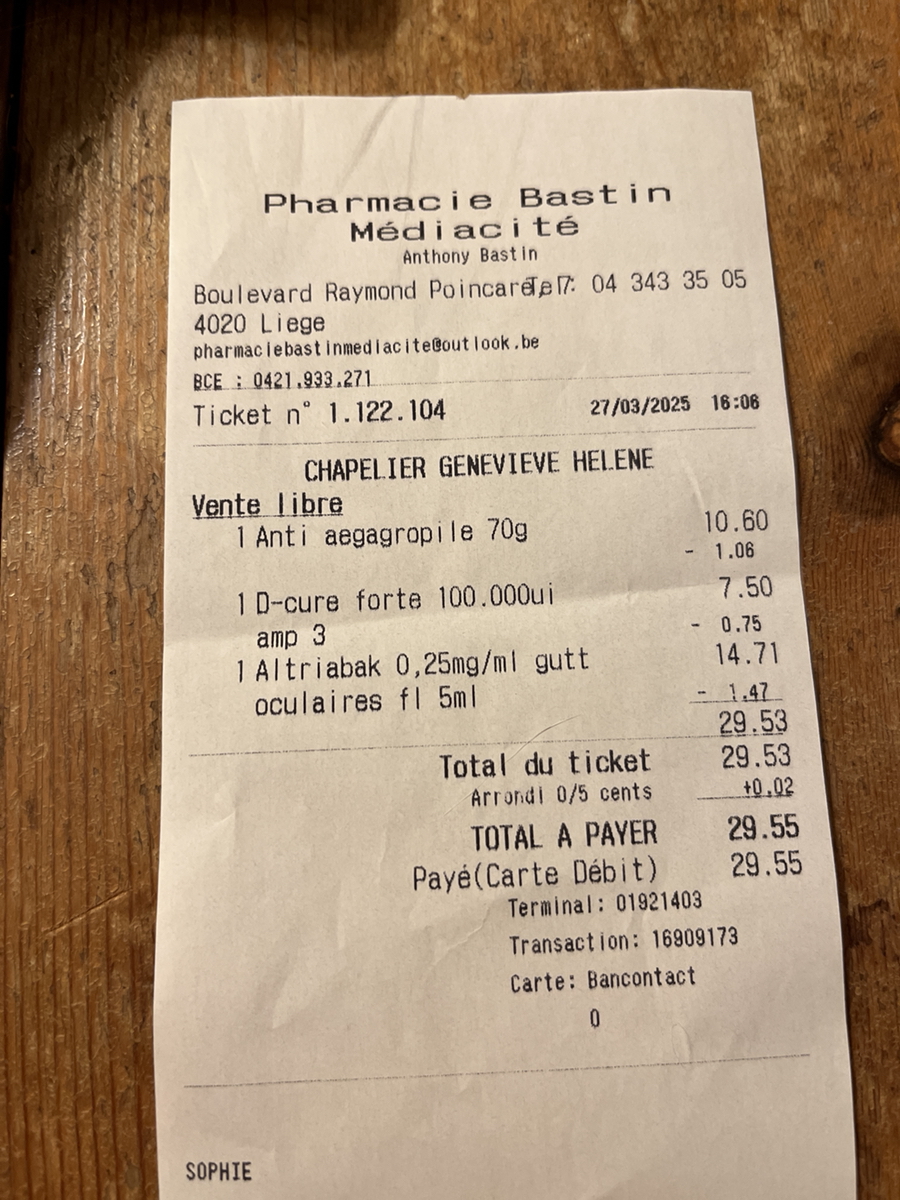 Pharmacie Bastin
Médiacité
Anthony Bastin
Boulevard Raymond Poincaré, 7 Tel : 04 343 35 05
4020 Liege
pharmaciebastinmediacite@outlook.be
BCE : 0421.933.271
Ticket n° 1.122.104 27/03/2025 16:06
CHAPELIER GENEVIEVE HELENE
Vente libre
1 Anti aegagropile 70g 10.60
- 1.06
1 D-cure forte 100.000ui 7.50
amp 3 - 0.75
1 Altriabak 0,25mg/ml gutt 14.71
oculaires fl 5ml - 1.47
29.53
Total du ticket 29.53
Arrondi 0/5 cents +0.02
TOTAL A PAYER 29.55
Payé(Carte Débit) 29.55
Terminal: 01921403
Transaction: 16909173
Carte: Bancontact
0
SOPHIE